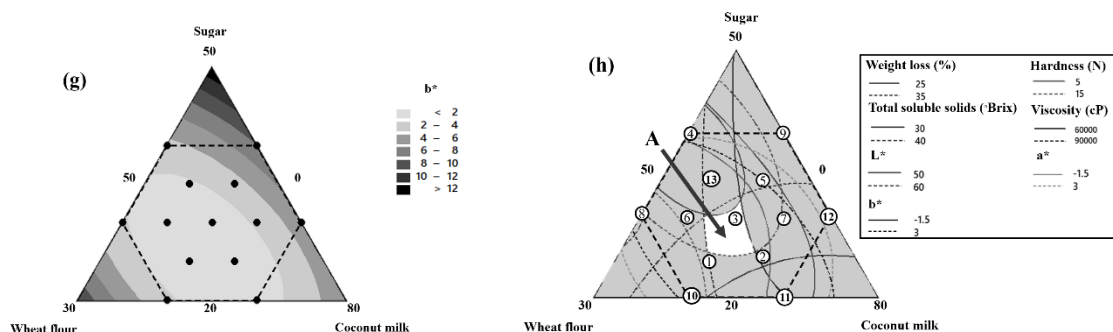 Sugar
50
(g)
b*
< 2
2 – 4
4 – 6
6 – 8
8 – 10
10 – 12
> 12
50
0
30
20
80
Wheat flour
Coconut milk
Sugar
50
(h)
A
4
9
50
0
13
5
8
6
3
7
12
1
2
10
11
30
20
80
Wheat flour
Coconut milk
Weight loss (%)
25
35
Total soluble solids (°Brix)
30
40
L*
50
60
b*
-1.5
3
Hardness (N)
5
15
Viscosity (cP)
60000
90000
a*
-1.5
3